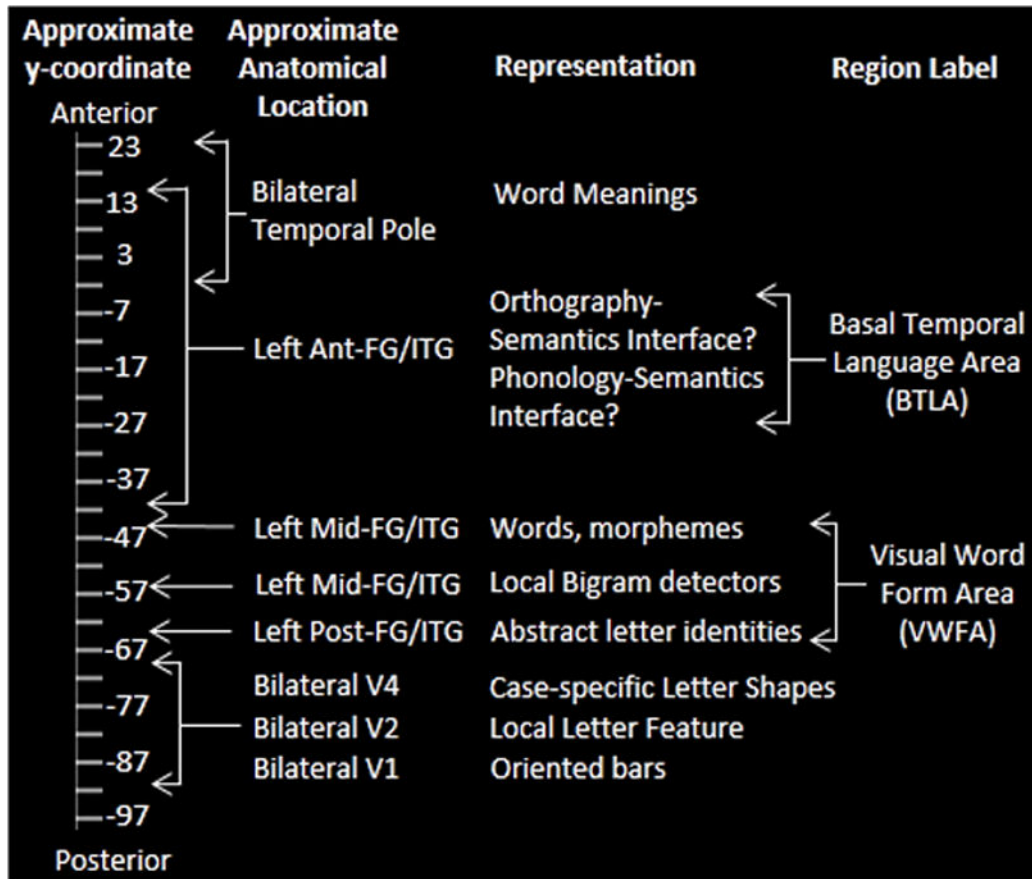 Approximate y-coordinate
Approximate Anatomical Location
Representation
Region Label
Anterior
23
13
3
-7
-17
-27
-37
-47
-57
-67
-77
-87
-97
Posterior
Bilateral
Temporal Pole
Word Meanings
Left Ant-FG/ITG
Orthography-
Semantics Interface?
Phonology-Semantics
Interface?
Basal Temporal
Language Area
(BTLA)
Left Mid-FG/ITG
Words, morphemes
Left Mid-FG/ITG
Local Bigram detectors
Left Post-FG/ITG
Abstract letter identities
Visual Word
Form Area
(VWFA)
Bilateral V4
Case-specific Letter Shapes
Bilateral V2
Local Letter Feature
Bilateral V1
Oriented bars